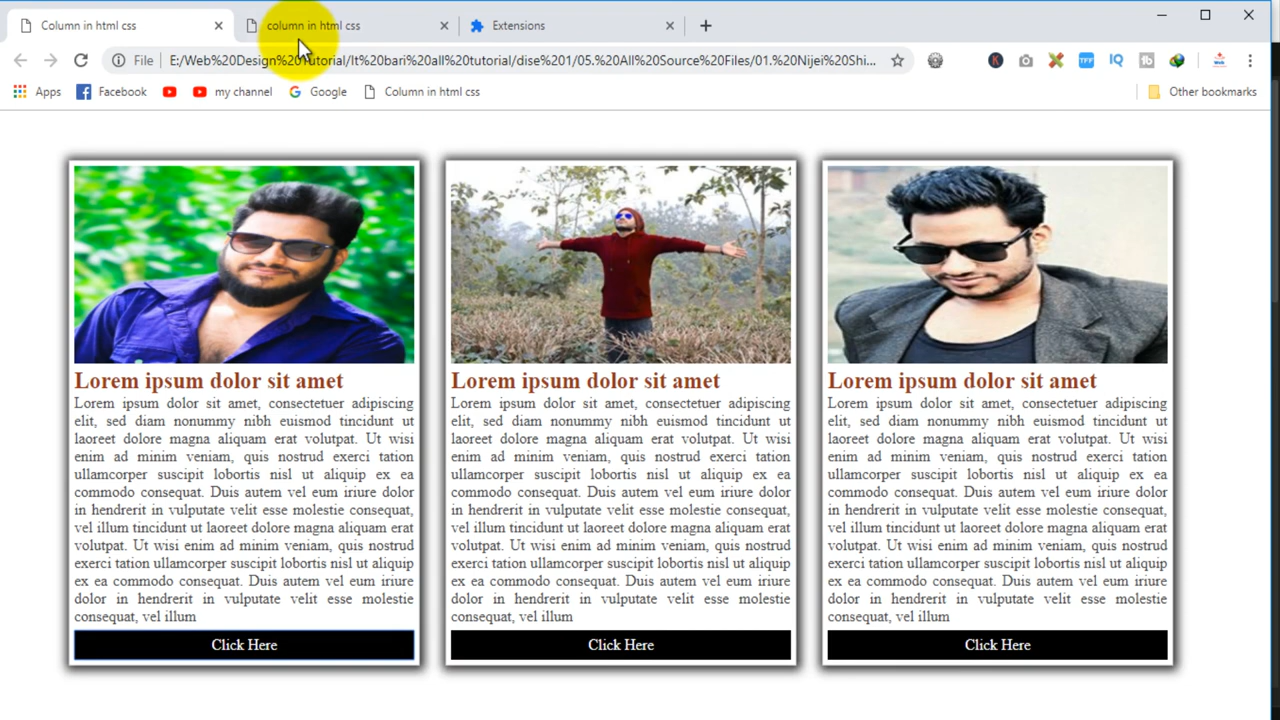 Column in html css
column in html css
Extensions
File E:/Web%20Design%20Tutorial/It%20bari%20all%20tutorial/dise%201/05.%20All%20Source%20Files/01.%20Nijei%20Shi...
Apps Facebook my channel Google Column in html css Other bookmarks
Lorem ipsum dolor sit amet
Lorem ipsum dolor sit amet, consectetuer adipiscing
elit, sed diam nonummy nibh euismod tincidunt ut
laoreet dolore magna aliquam erat volutpat. Ut wisi
enim ad minim veniam, quis nostrud exerci tation
ullamcorper suscipit lobortis nisl ut aliquip ex ea
commodo consequat. Duis autem vel eum iriure dolor
in hendrerit in vulputate velit esse molestie consequat,
vel illum tincidunt ut laoreet dolore magna aliquam erat
volutpat. Ut wisi enim ad minim veniam, quis nostrud
exerci tation ullamcorper suscipit lobortis nisl ut aliquip
ex ea commodo consequat. Duis autem vel eum iriure
dolor in hendrerit in vulputate velit esse molestie
consequat, vel illum
Click Here
Lorem ipsum dolor sit amet
Lorem ipsum dolor sit amet, consectetuer adipiscing
elit, sed diam nonummy nibh euismod tincidunt ut
laoreet dolore magna aliquam erat volutpat. Ut wisi
enim ad minim veniam, quis nostrud exerci tation
ullamcorper suscipit lobortis nisl ut aliquip ex ea
commodo consequat. Duis autem vel eum iriure dolor
in hendrerit in vulputate velit esse molestie consequat,
vel illum tincidunt ut laoreet dolore magna aliquam erat
volutpat. Ut wisi enim ad minim veniam, quis nostrud
exerci tation ullamcorper suscipit lobortis nisl ut aliquip
ex ea commodo consequat. Duis autem vel eum iriure
dolor in hendrerit in vulputate velit esse molestie
consequat, vel illum
Click Here
Lorem ipsum dolor sit amet
Lorem ipsum dolor sit amet, consectetuer adipiscing
elit, sed diam nonummy nibh euismod tincidunt ut
laoreet dolore magna aliquam erat volutpat. Ut wisi
enim ad minim veniam, quis nostrud exerci tation
ullamcorper suscipit lobortis nisl ut aliquip ex ea
commodo consequat. Duis autem vel eum iriure dolor
in hendrerit in vulputate velit esse molestie consequat,
vel illum tincidunt ut laoreet dolore magna aliquam erat
volutpat. Ut wisi enim ad minim veniam, quis nostrud
exerci tation ullamcorper suscipit lobortis nisl ut aliquip
ex ea commodo consequat. Duis autem vel eum iriure
dolor in hendrerit in vulputate velit esse molestie
consequat, vel illum
Click Here